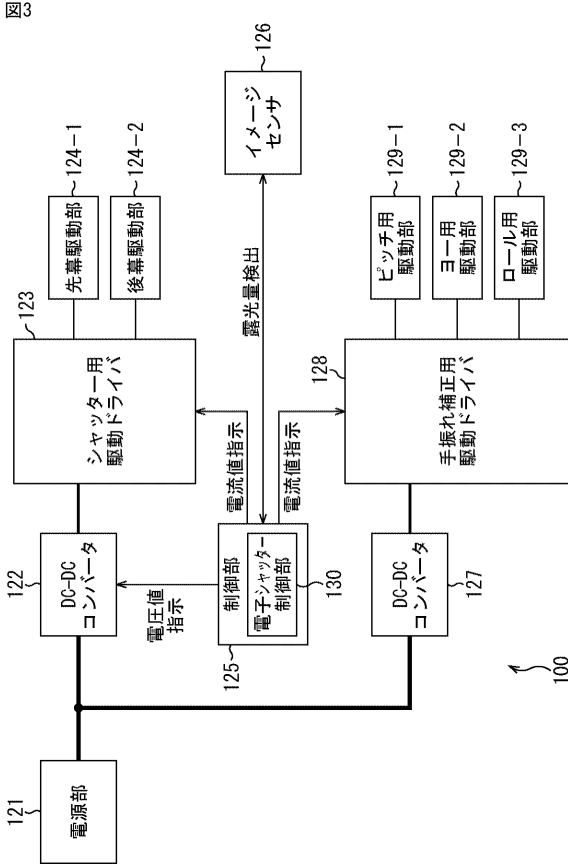 図3
121
電源部
122
DC-DC
コンバータ
123
シャッター用
駆動ドライバ
先幕駆動部
124-1
後幕駆動部
124-2
電圧値
指示
電流値指示
125
制御部
電子シャッター
制御部
130
露光量検出
イメージ
センサ
126
電流値指示
DC-DC
コンバータ
127
128
手振れ補正用
駆動ドライバ
ピッチ用
駆動部
129-1
ヨー用
駆動部
129-2
ロール用
駆動部
129-3
100